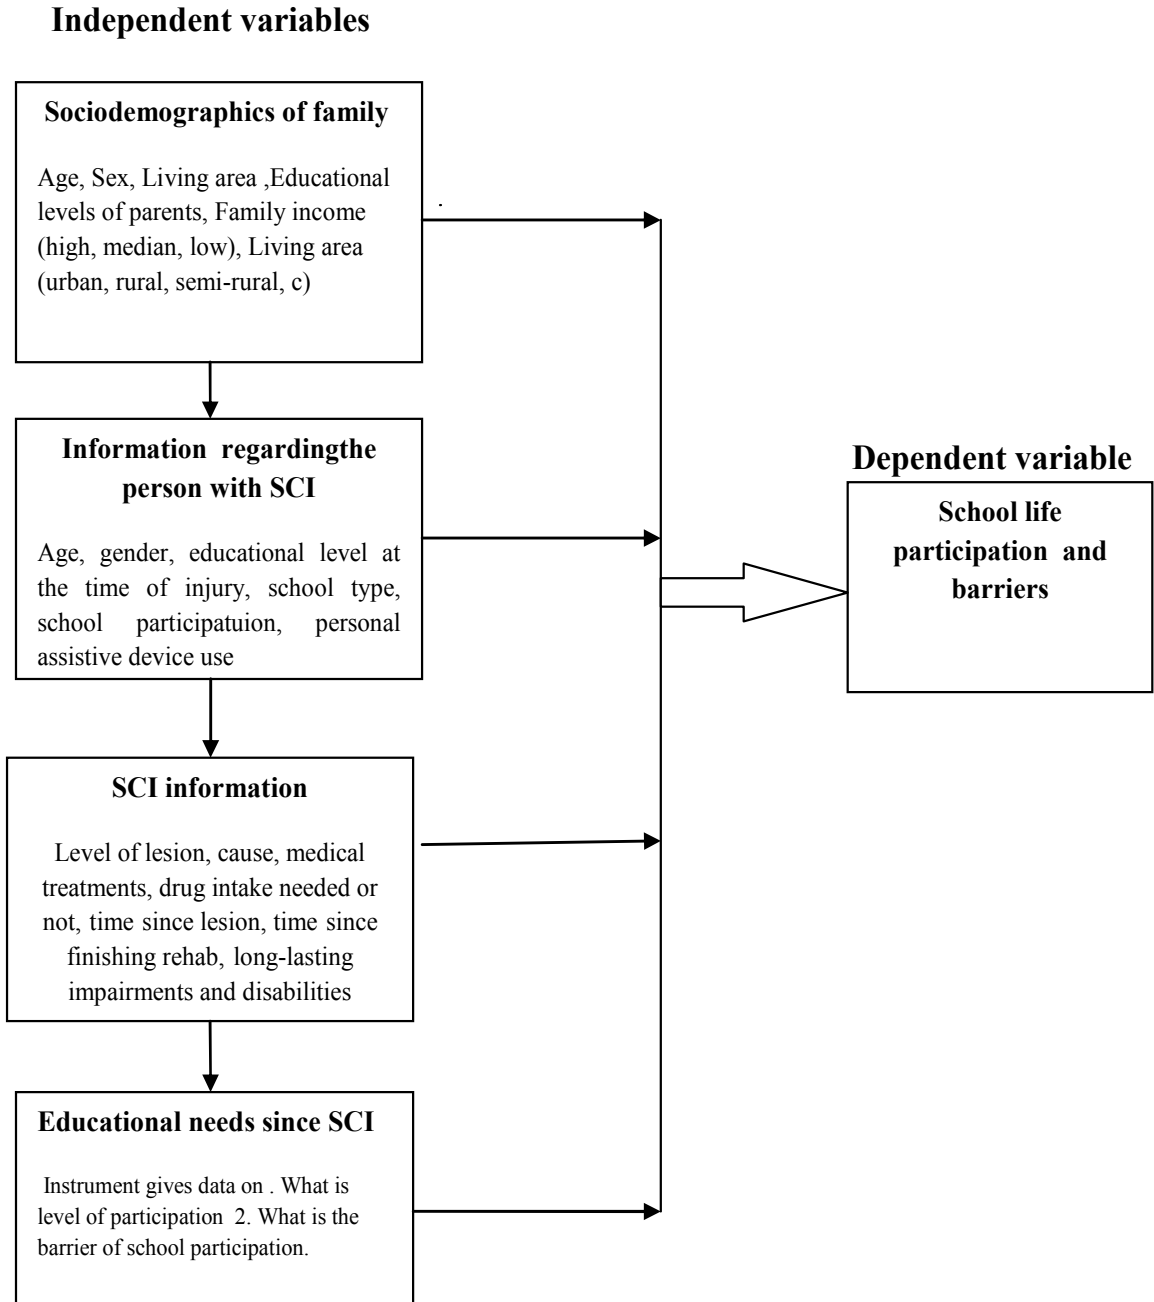 Independent variables
Sociodemographics of family
Age, Sex, Living area ,Educational
levels of parents, Family income
(high, median, low), Living area
(urban, rural, semi-rural, c)
Information regardingthe
person with SCI
Age, gender, educational level at
the time of injury, school type,
school participatuion, personal
assistive device use
SCI information
Level of lesion, cause, medical
treatments, drug intake needed or
not, time since lesion, time since
finishing rehab, long-lasting
impairments and disabilities
Educational needs since SCI
Instrument gives data on . What is
level of participation 2. What is the
barrier of school participation.
Dependent variable
School life
participation and
barriers